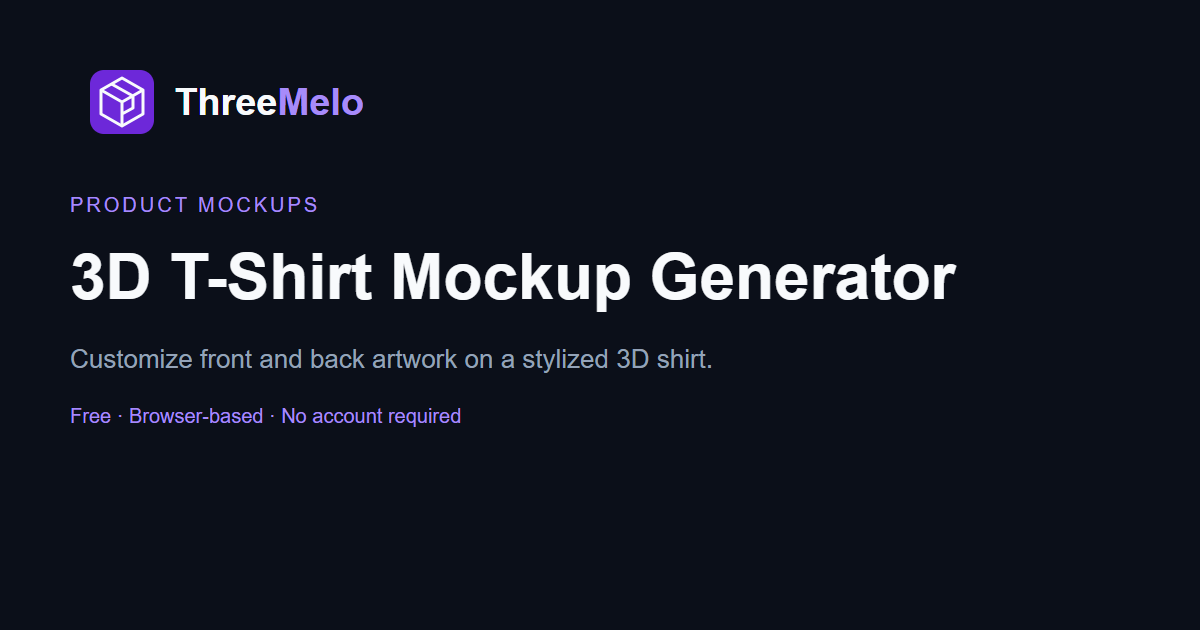 ThreeMelo
PRODUCT MOCKUPS
3D T-Shirt Mockup Generator
Customize front and back artwork on a stylized 3D shirt.
Free · Browser-based · No account required